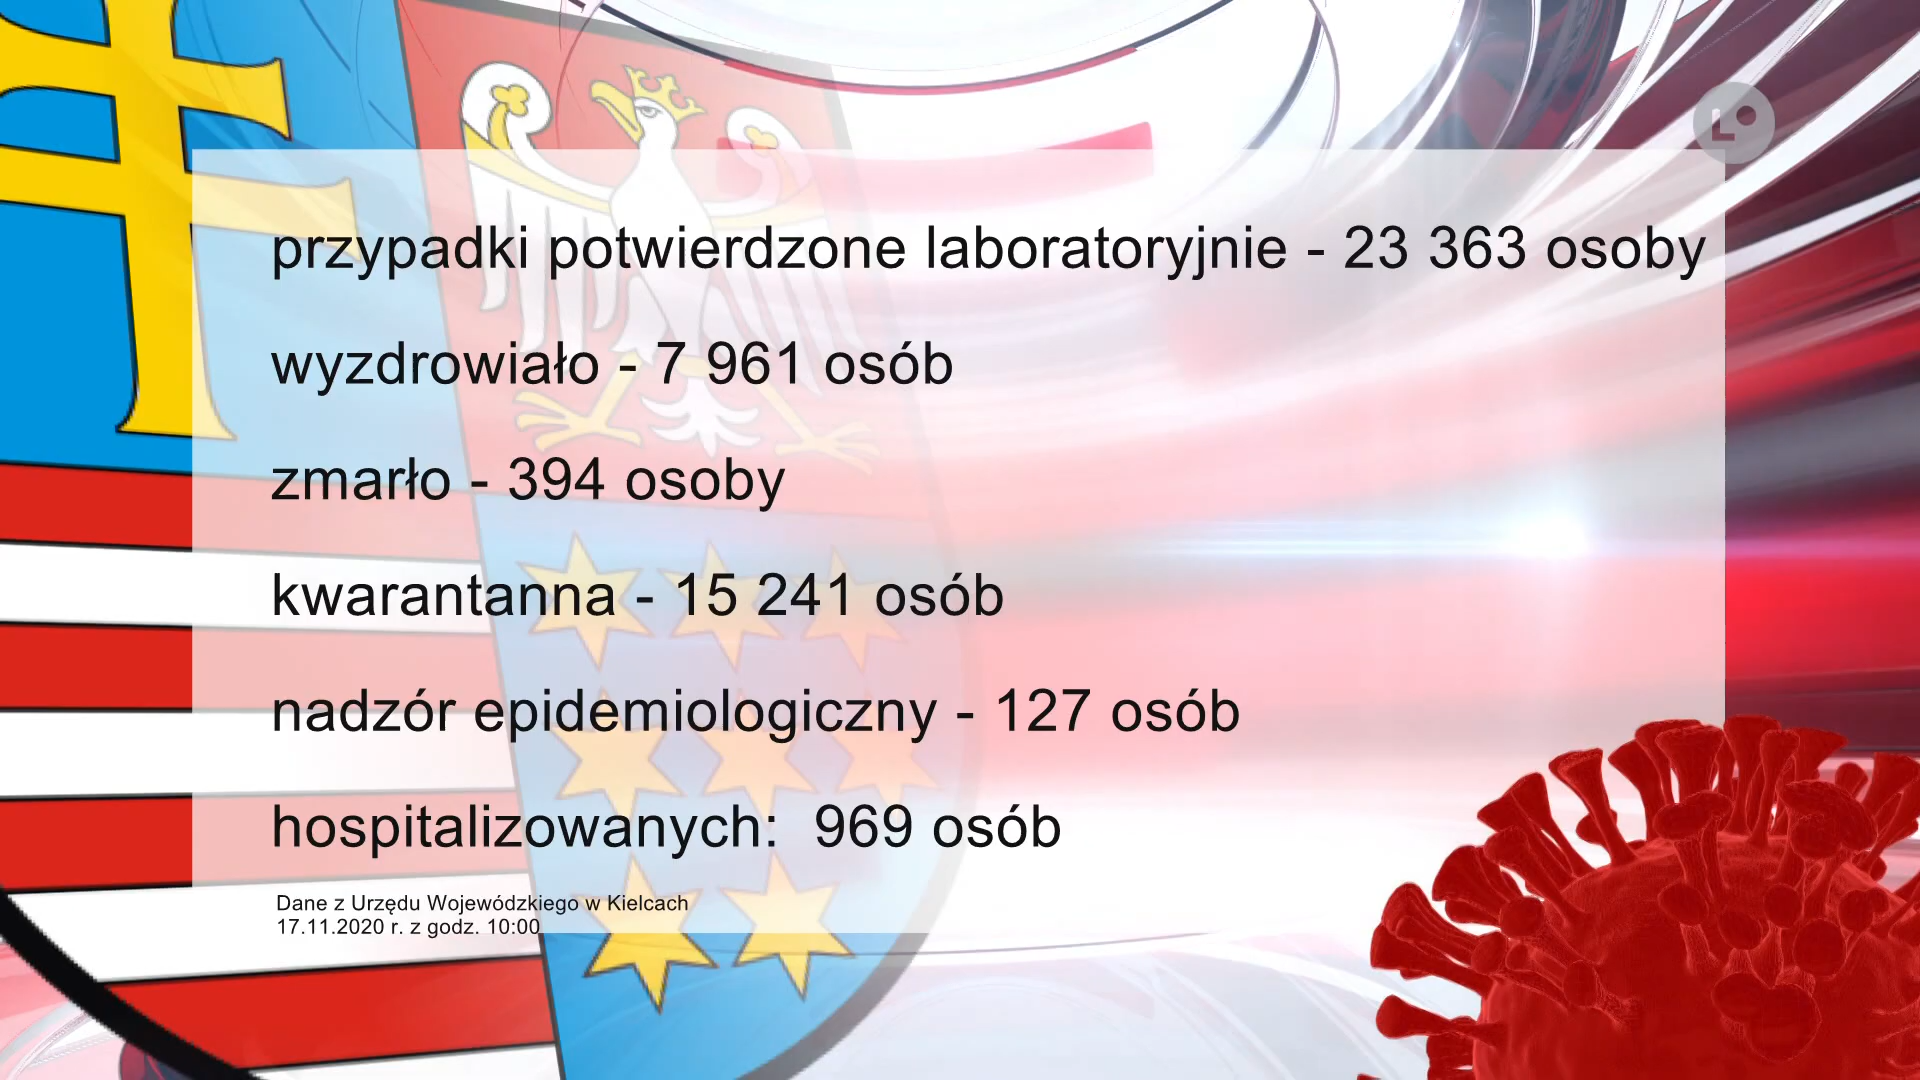 LO
przypadki potwierdzone laboratoryjnie - 23 363 osoby
wyzdrowiało - 7 961 osób
zmarło - 394 osoby
kwarantanna - 15 241 osób
nadzór epidemiologiczny - 127 osób
hospitalizowanych:  969 osób
Dane z Urzędu Wojewódzkiego w Kielcach
17.11.2020 r. z godz. 10:00